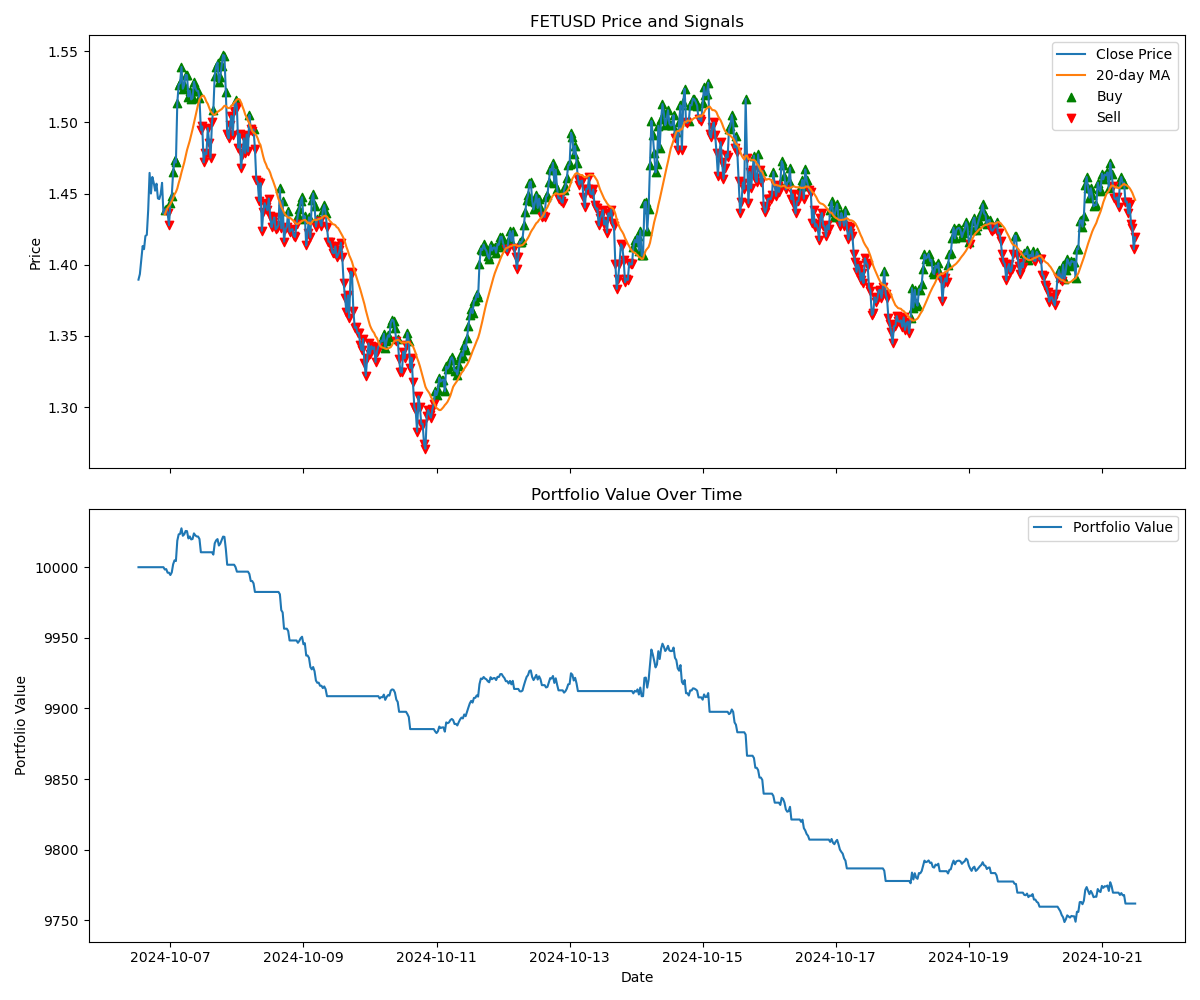 FETUSD Price and Signals
Price
1.55
1.50
1.45
1.40
1.35
1.30
Close Price
20-day MA
Buy
Sell
Portfolio Value Over Time
Portfolio Value
10000
9950
9900
9850
9800
9750
Portfolio Value
2024-10-07
2024-10-09
2024-10-11
2024-10-13
2024-10-15
2024-10-17
2024-10-19
2024-10-21
Date